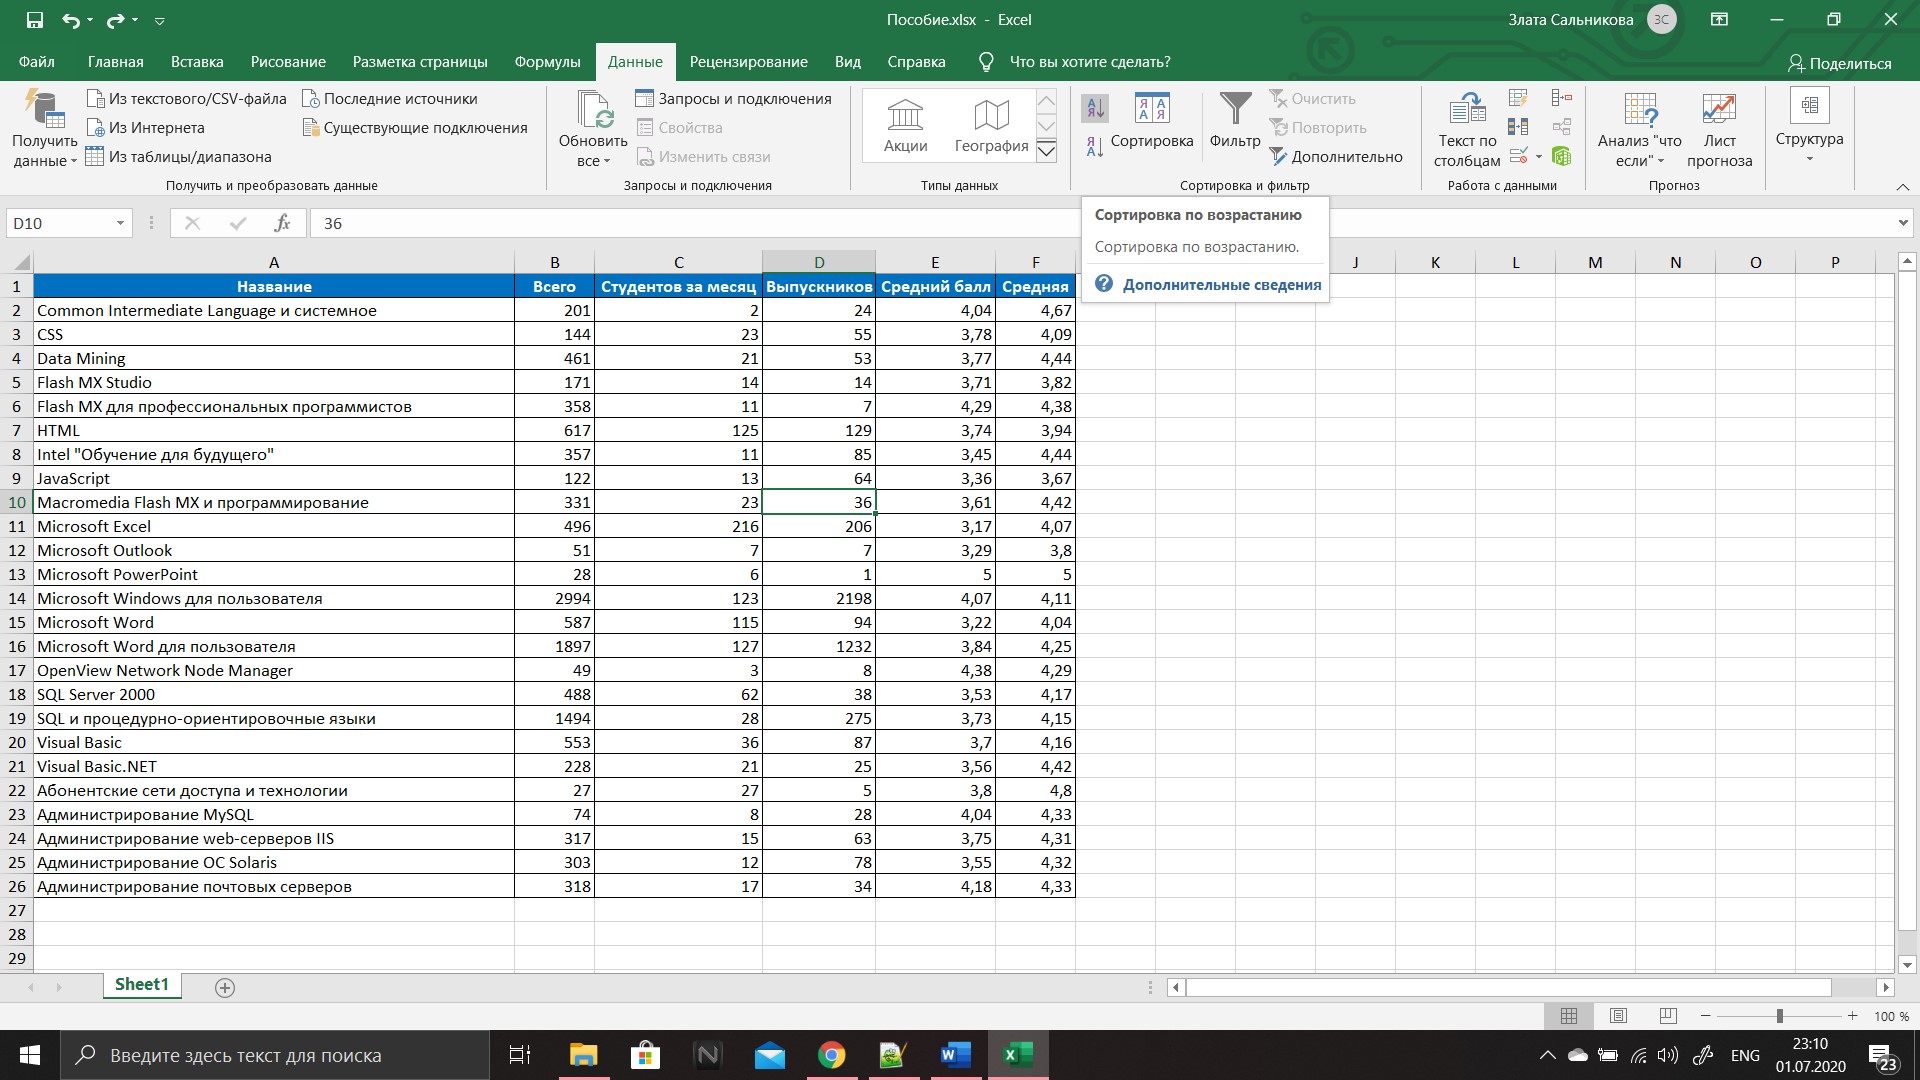 Пособие.xlsx - Excel
Злата Сальникова
ЗС
Файл Главная Вставка Рисование Разметка страницы Формулы Данные Рецензирование Вид Справка Что вы хотите сделать? Поделиться
Получить данные
Из текстового/CSV-файла
Из Интернета
Из таблицы/диапазона
Последние источники
Существующие подключения
Получить и преобразовать данные
Обновить все
Запросы и подключения
Свойства
Изменить связи
Запросы и подключения
Акции
География
Типы данных
Сортировка
Фильтр
Очистить
Повторить
Дополнительно
Сортировка и фильтр
Текст по столбцам
Работа с данными
Анализ "что если"
Лист прогноза
Прогноз
Структура
Сортировка по возрастанию
Сортировка по возрастанию.
Дополнительные сведения
D10 fx 36
A B C D E F J K L M N O P
1 Название Всего Студентов за месяц Выпускников Средний балл Средняя
2 Common Intermediate Language и системное 201 2 24 4,04 4,67
3 CSS 144 23 55 3,78 4,09
4 Data Mining 461 21 53 3,77 4,44
5 Flash MX Studio 171 14 14 3,71 3,82
6 Flash MX для профессиональных программистов 358 11 7 4,29 4,38
7 HTML 617 125 129 3,74 3,94
8 Intel "Обучение для будущего" 357 11 85 3,45 4,44
9 JavaScript 122 13 64 3,36 3,67
10 Macromedia Flash MX и программирование 331 23 36 3,61 4,42
11 Microsoft Excel 496 216 206 3,17 4,07
12 Microsoft Outlook 51 7 7 3,29 3,8
13 Microsoft PowerPoint 28 6 1 5 5
14 Microsoft Windows для пользователя 2994 123 2198 4,07 4,11
15 Microsoft Word 587 115 94 3,22 4,04
16 Microsoft Word для пользователя 1897 127 1232 3,84 4,25
17 OpenView Network Node Manager 49 3 8 4,38 4,29
18 SQL Server 2000 488 62 38 3,53 4,17
19 SQL и процедурно-ориентировочные языки 1494 28 275 3,73 4,15
20 Visual Basic 553 36 87 3,7 4,16
21 Visual Basic.NET 228 21 25 3,56 4,42
22 Абонентские сети доступа и технологии 27 27 5 3,8 4,8
23 Администрирование MySQL 74 8 28 4,04 4,33
24 Администрирование web-серверов IIS 317 15 63 3,75 4,31
25 Администрирование ОС Solaris 303 12 78 3,55 4,32
26 Администрирование почтовых серверов 318 17 34 4,18 4,33
27
28
29
Sheet1
100 %
Введите здесь текст для поиска
ENG
23:10
01.07.2020
23